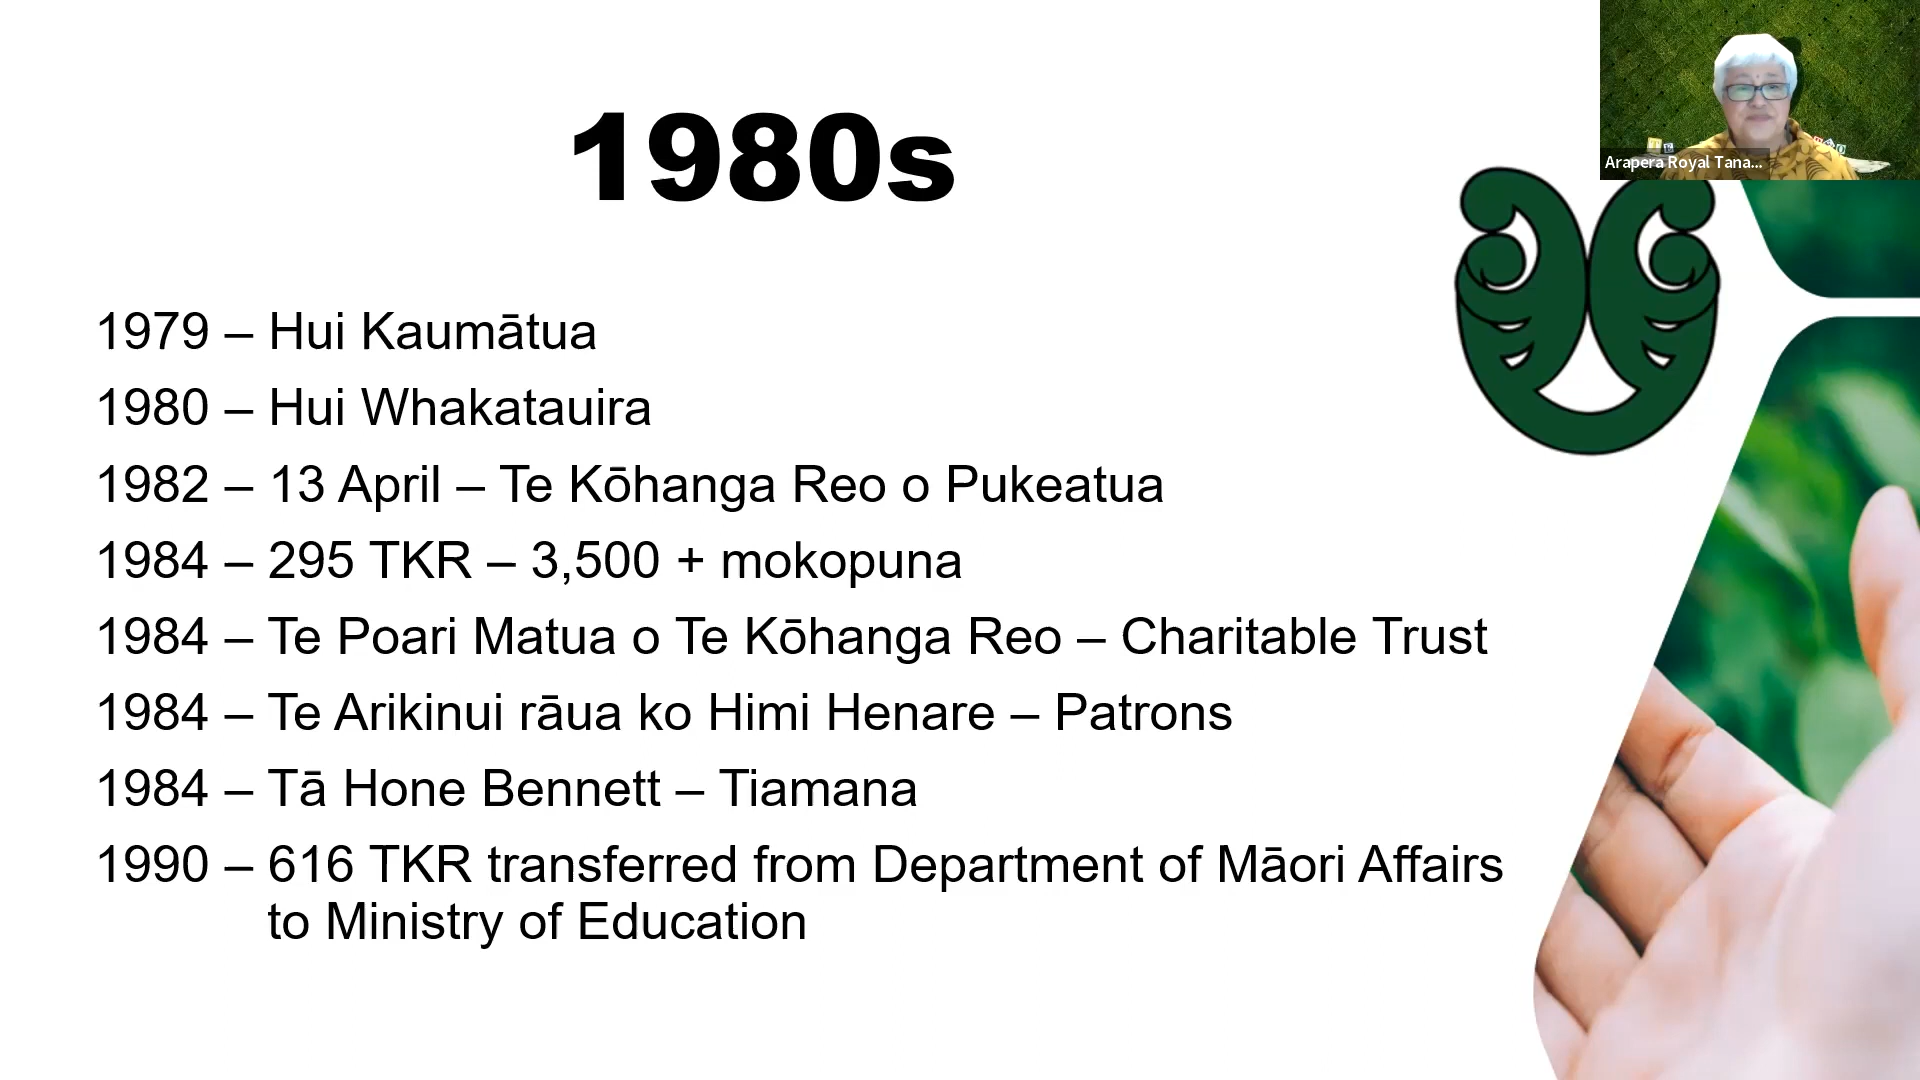 1980s
1979 – Hui Kaumātua
1980 – Hui Whakatauira
1982 – 13 April – Te Kōhanga Reo o Pukeatua
1984 – 295 TKR – 3,500 + mokopuna
1984 – Te Poari Matua o Te Kōhanga Reo – Charitable Trust
1984 – Te Arikinui rāua ko Himi Henare – Patrons
1984 – Tā Hone Bennett – Tiamana
1990 – 616 TKR transferred from Department of Māori Affairs
to Ministry of Education
Arapera Royal Tana...